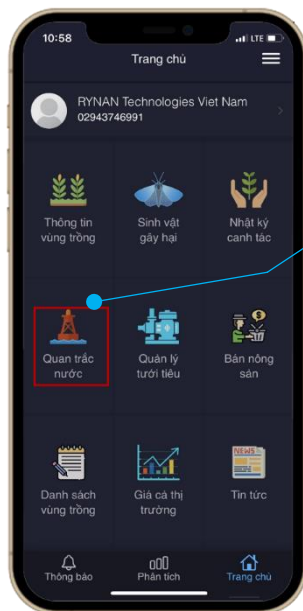 10:58
LTE
Trang chủ
RYNAN Technologies Viet Nam
02943746991
Thông tin
vùng trồng
Sinh vật
gây hại
Nhật ký
canh tác
Quan trắc
nước
Quản lý
tưới tiêu
Bán nông
sản
NEWS
Danh sách
vùng trồng
Giá cả thị
trường
Tin tức
Thông báo
Phân tích
Trang chủ